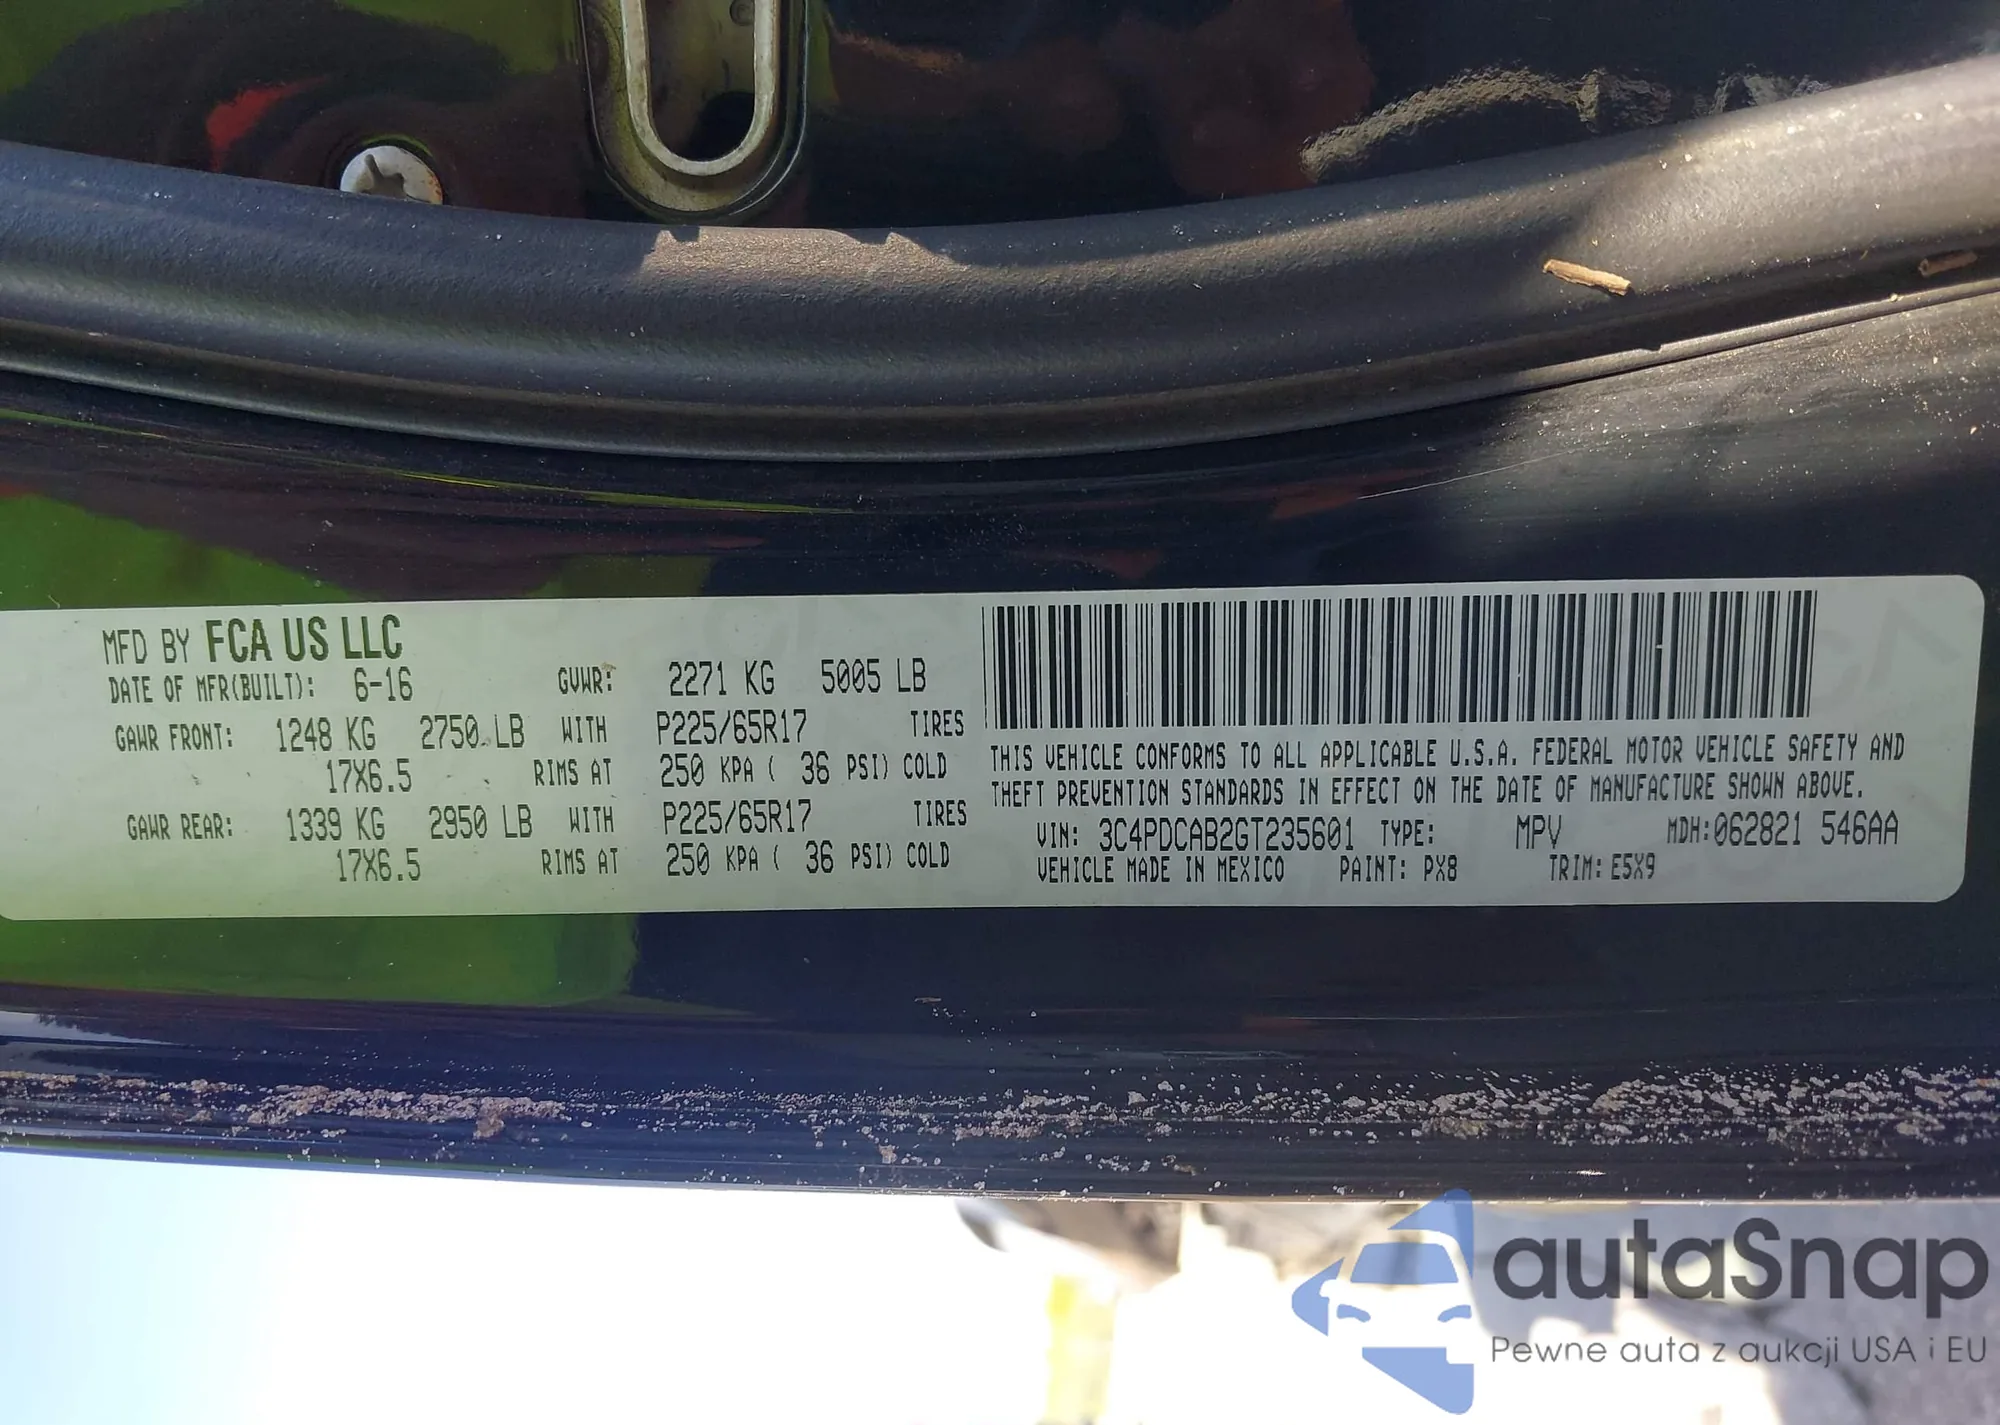 MFD BY FCA US LLC
DATE OF MFR(BUILT): 6-16 GVWR: 2271 KG 5005 LB
GAWR FRONT: 1248 KG 2750 LB WITH P225/65R17 TIRES
17X6.5 RIMS AT 250 KPA ( 36 PSI) COLD
GAWR REAR: 1339 KG 2950 LB WITH P225/65R17 TIRES
17X6.5 RIMS AT 250 KPA ( 36 PSI) COLD
THIS VEHICLE CONFORMS TO ALL APPLICABLE U.S.A. FEDERAL MOTOR VEHICLE SAFETY AND
THEFT PREVENTION STANDARDS IN EFFECT ON THE DATE OF MANUFACTURE SHOWN ABOVE.
VIN: 3C4PDCAB2GT235601 TYPE: MPV MDH:062821 546AA
VEHICLE MADE IN MEXICO PAINT: PX8 TRIM: E5X9
autaSnap
Pewne auta z aukcji USA i EU